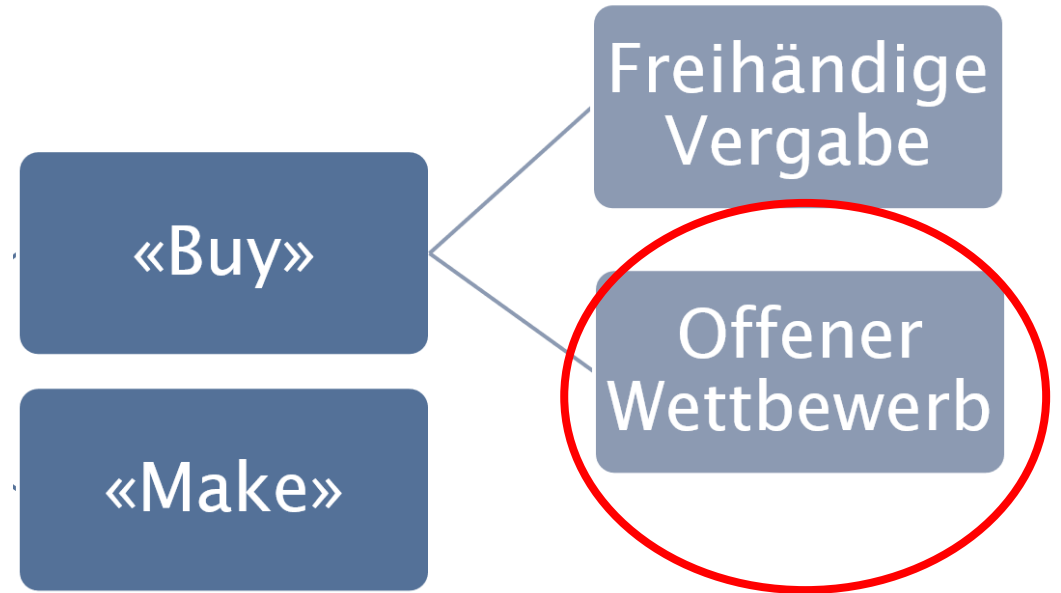 Freihändige
Vergabe
«Buy»
Offener
Wettbewerb
«Make»